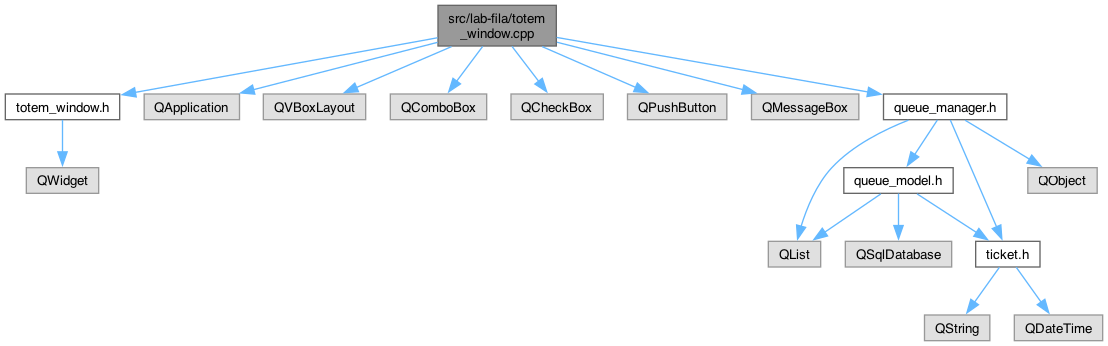 src/lab-fila/totem
_window.cpp
totem_window.h
QApplication
QVBoxLayout
QComboBox
QCheckBox
QPushButton
QMessageBox
queue_manager.h
QWidget
queue_model.h
QObject
QList
QSqlDatabase
ticket.h
QString
QDateTime